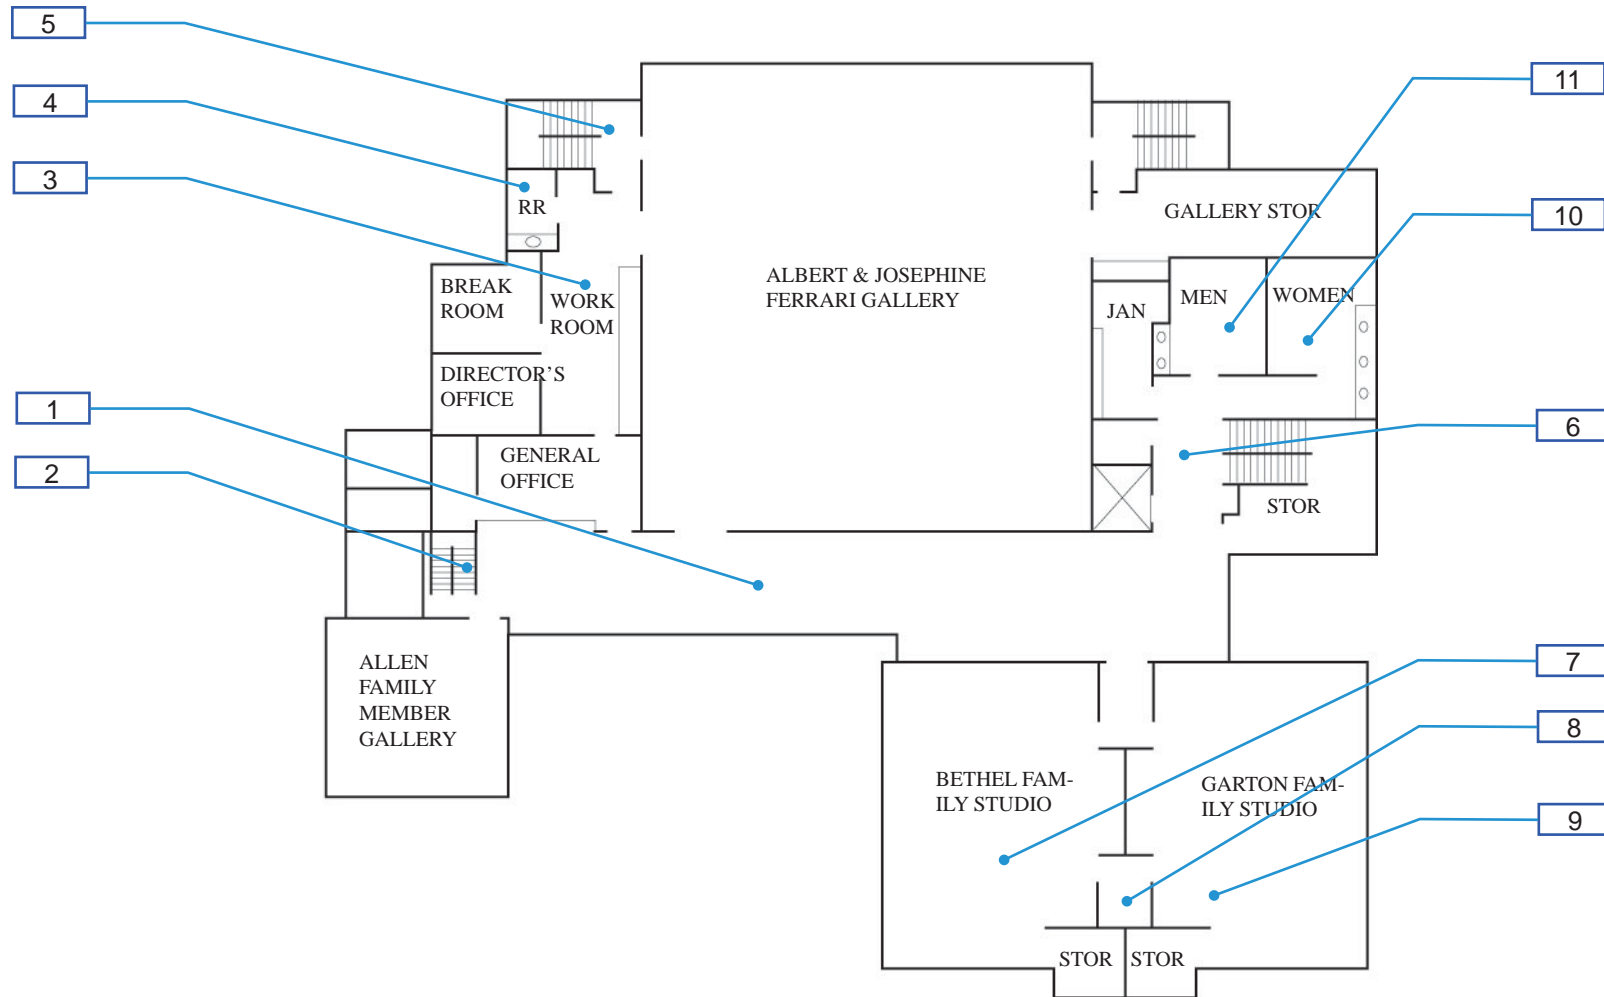 5
4
3
1
2
11
10
6
7
8
9
RR
BREAK
ROOM
WORK
ROOM
DIRECTOR'S
OFFICE
GENERAL
OFFICE
ALBERT & JOSEPHINE
FERRARI GALLERY
GALLERY STOR
JAN
MEN
WOMEN
STOR
ALLEN
FAMILY
MEMBER
GALLERY
BETHEL FAM-
ILY STUDIO
GARTON FAM-
ILY STUDIO
STOR
STOR